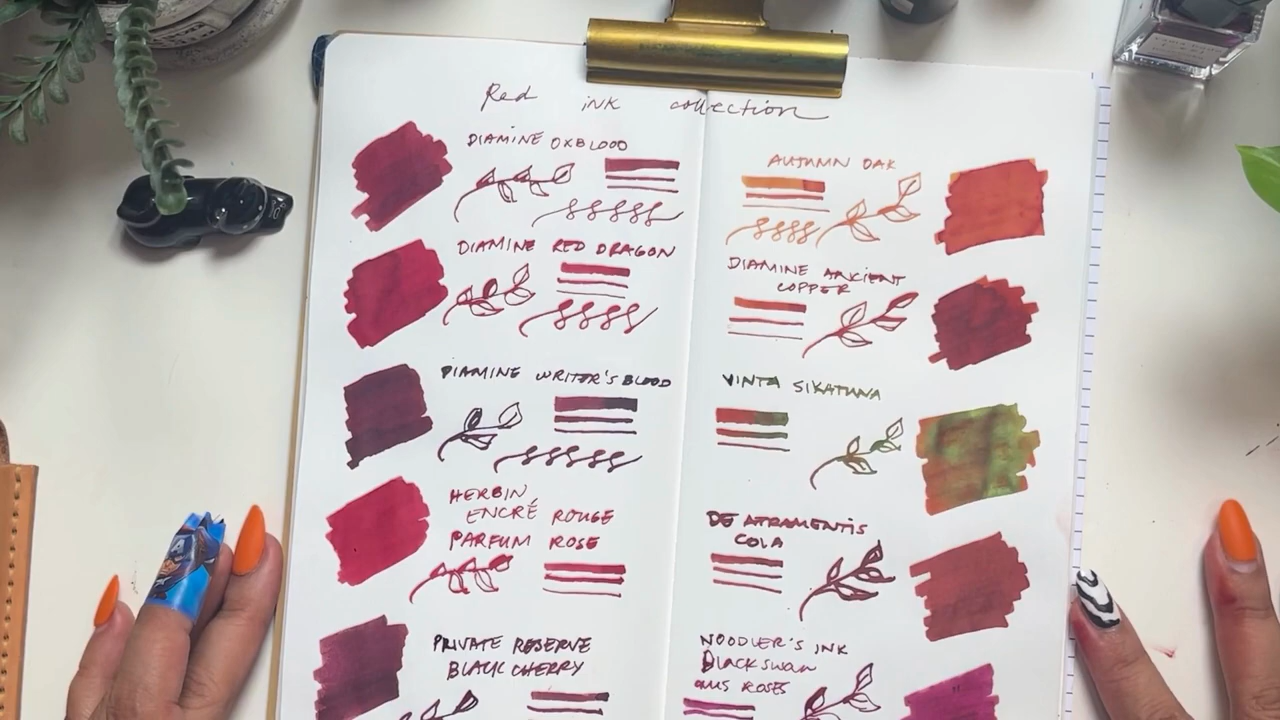 Red ink collection
DIAMINE OXBLOOD
DIAMINE RED DRAGON
DIAMINE WRITER'S BLOOD
HERBIN
ENCRÉ ROUGE
PARFUM ROSE
PRIVATE RESERVE
BLACK CHERRY
AUTUMN OAK
DIAMINE ANCIENT
COPPER
VINTA SIKATUNA
DE ATRAMENTIS
COLA
NOODLER'S INK
Black swan
AUS ROSES